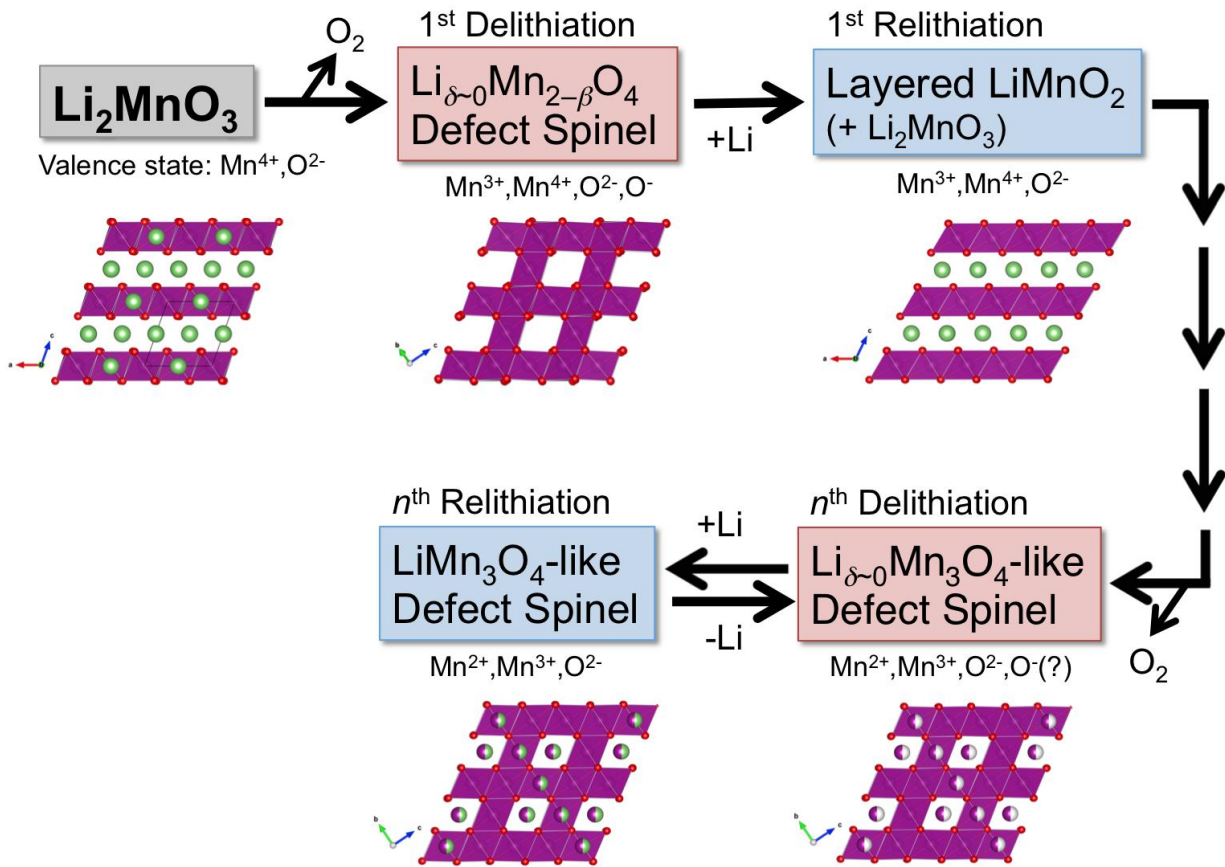 1st Delithiation
1st Relithiation
O2
Li2MnO3
Liδ~0Mn2–βO4
Defect Spinel
+Li
Layered LiMnO2
(+ Li2MnO3)
Valence state: Mn4+,O2-
Mn3+,Mn4+,O2-,O-
Mn3+,Mn4+,O2-
c
a
b
c
c
a
nth Relithiation
nth Delithiation
+Li
LiMn3O4-like
Defect Spinel
-Li
Liδ~0Mn3O4-like
Defect Spinel
O2
Mn2+,Mn3+,O2-
Mn2+,Mn3+,O2-,O-(?)
b
c
b
c